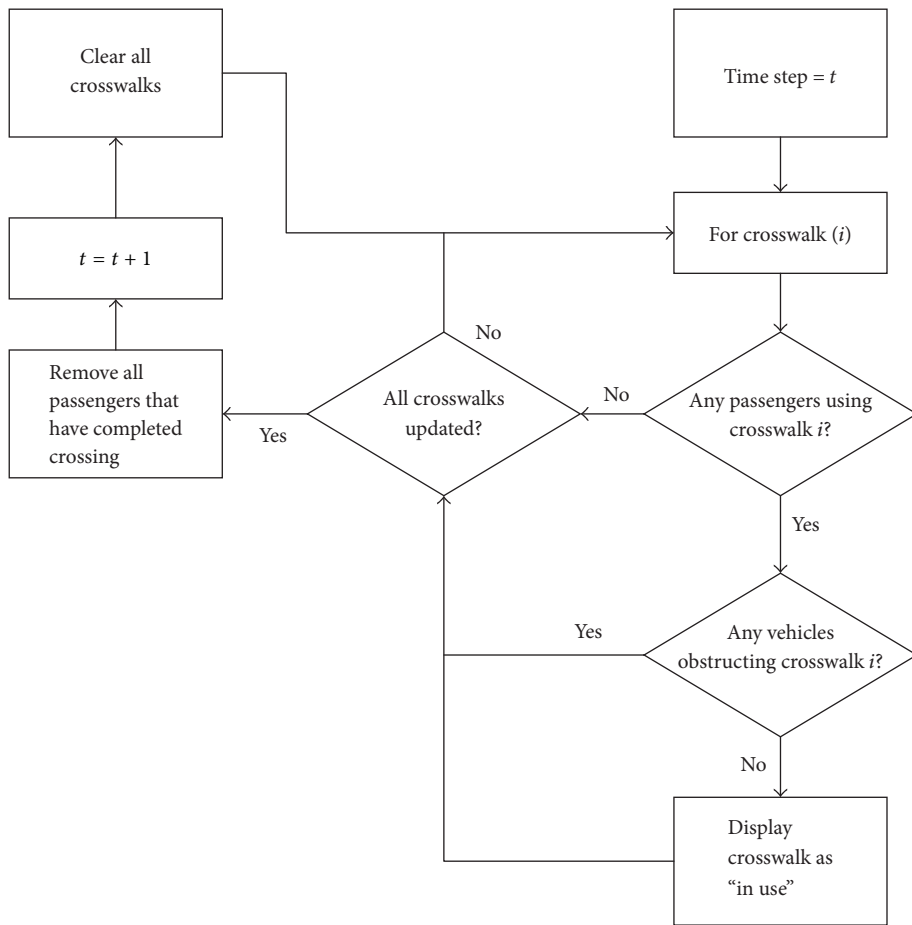 Clear all
crosswalks
Time step = t
t = t + 1
For crosswalk (i)
No
Remove all
passengers that
have completed
crossing
Yes
All crosswalks
updated?
No
Any passengers using
crosswalk i?
Yes
Yes
Any vehicles
obstructing crosswalk i?
No
Display
crosswalk as
“in use”